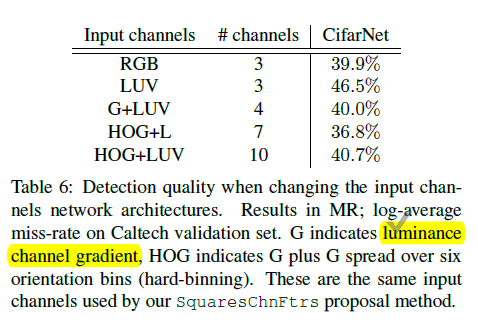 Input channels # channels CifarNet
RGB 3 39.9%
LUV 3 46.5%
G+LUV 4 40.0%
HOG+L 7 36.8%
HOG+LUV 10 40.7%
Table 6: Detection quality when changing the input chan-
nels network architectures. Results in MR; log-average
miss-rate on Caltech validation set. G indicates luminance
channel gradient, HOG indicates G plus G spread over six
orientation bins (hard-binning). These are the same input
channels used by our SquaresChnFtrs proposal method.